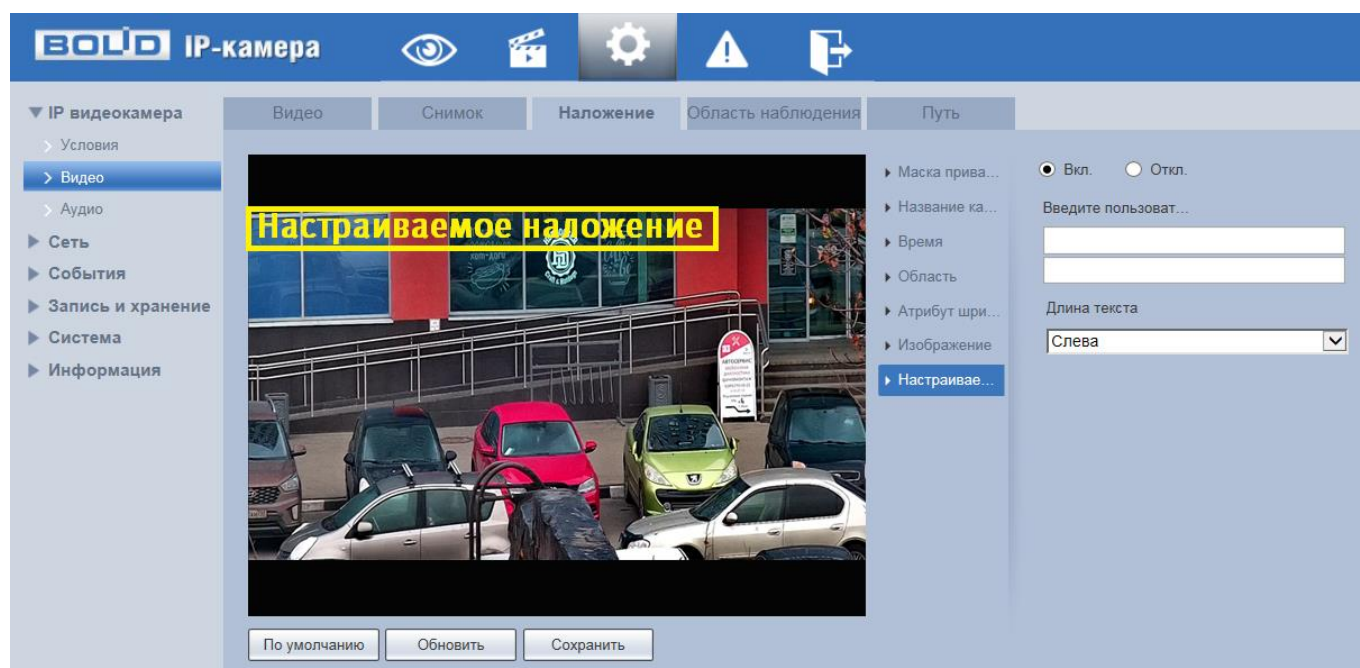 BOLID IP-камера
IP видеокамера
Условия
Видео
Аудио
Сеть
События
Запись и хранение
Система
Информация
Видео
Снимок
Наложение
Область наблюдения
Путь
Настраиваемое наложение
АВТОСЕРВИС
По умолчанию
Обновить
Сохранить
Маска прива...
Название ка...
Время
Область
Атрибут шри...
Изображение
Настраивае...
Вкл. Откл.
Введите пользоват...
Длина текста
Слева